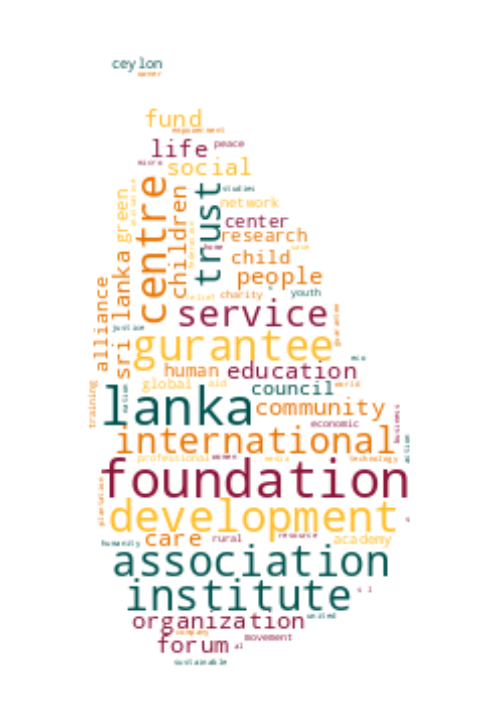 ceylon
career
fund
empowerment
life
peace
micro
social
centre
trust
studies
children
green
network
center
research
home
child
people
sri lanka
alliance
relief
charity
youth
service
justice
gurantee
eco
human
education
global
aid
council
world
training
lanka
community
economic
business
international
professional
women
media
technology
foundation
plantation
development
s
humanity
care
rural
resource
academy
association
institute
s l
organization
united
company
forum
al
movement
sustainable